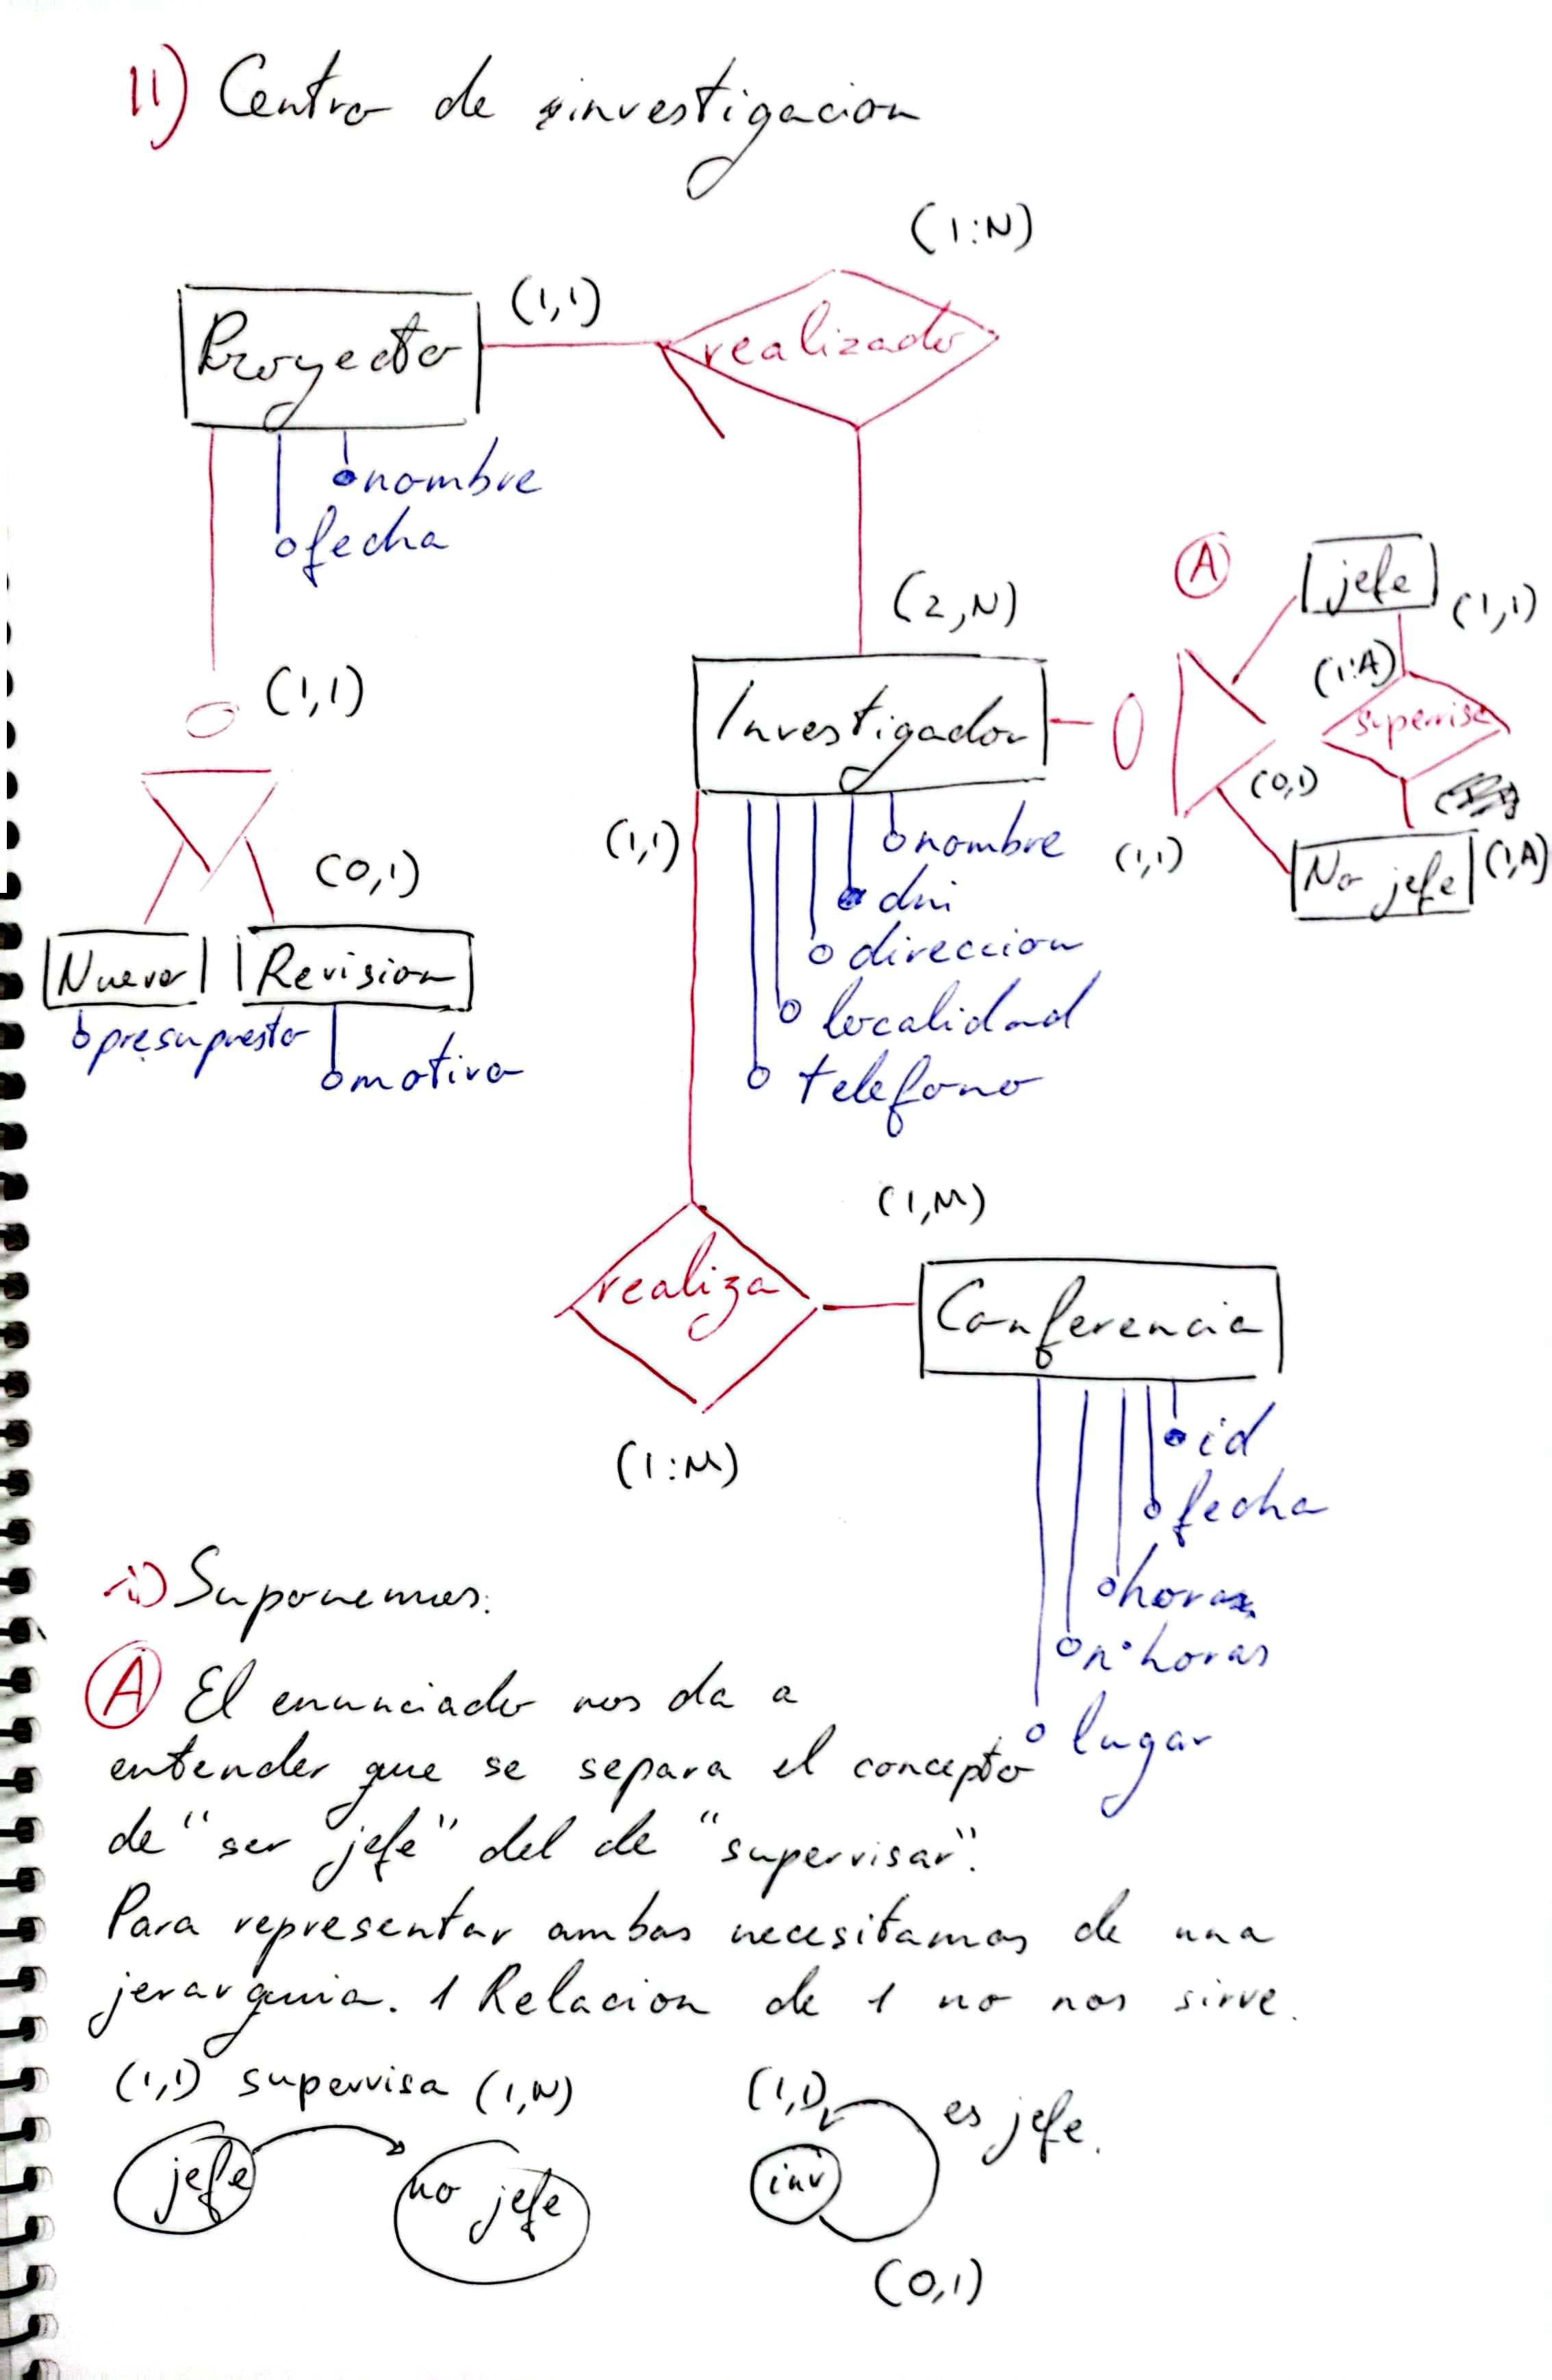 11) Centro de investigacion
(1:N)
Proyecto
(1,1)
realizado
nombre
fecha
(2,N)
A
jefe
(1,1)
(1:A)
supervisa
(1,1)
Investigador
(0,1)
(1,1)
No jefe
(1,A)
(0,1)
Nuevo
Revision
presupuesto
motivo
(1,1)
nombre
dni
direccion
localidad
telefono
(1,M)
realiza
Conferencia
(1:M)
id
fecha
hora
nº horas
lugar
Suponemos:
A El enunciado nos da a
entender que se separa el concepto
de "ser jefe" del de "supervisar".
Para representar ambos necesitamos de una
jerarquia. 1 Relacion de 1 no nos sirve.
(1,1) supervisa (1,N)
jefe
no jefe
(1,1)
inv
es jefe.
(0,1)